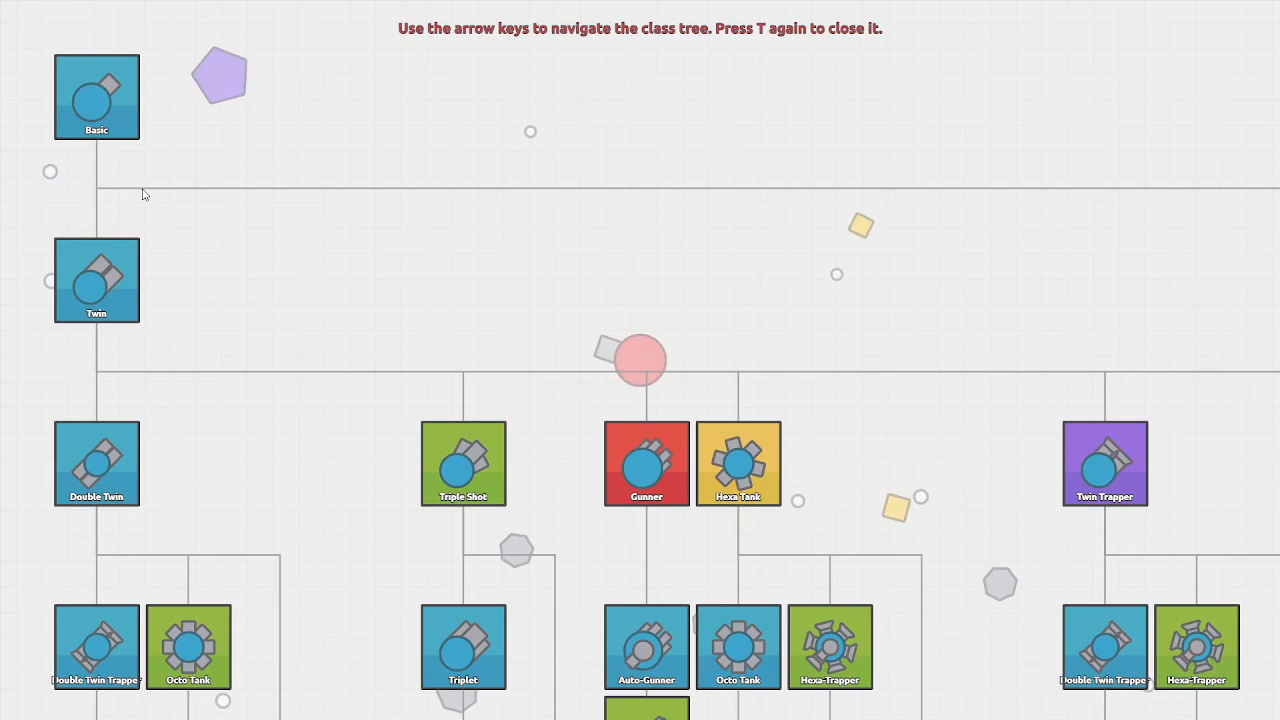 Use the arrow keys to navigate the class tree. Press T again to close it.
Basic
Twin
Double Twin
Triple Shot
Gunner
Hexa Tank
Twin Trapper
Double Twin Trapper
Octo Tank
Triplet
Auto-Gunner
Octo Tank
Hexa-Trapper
Double Twin Trapper
Hexa-Trapper